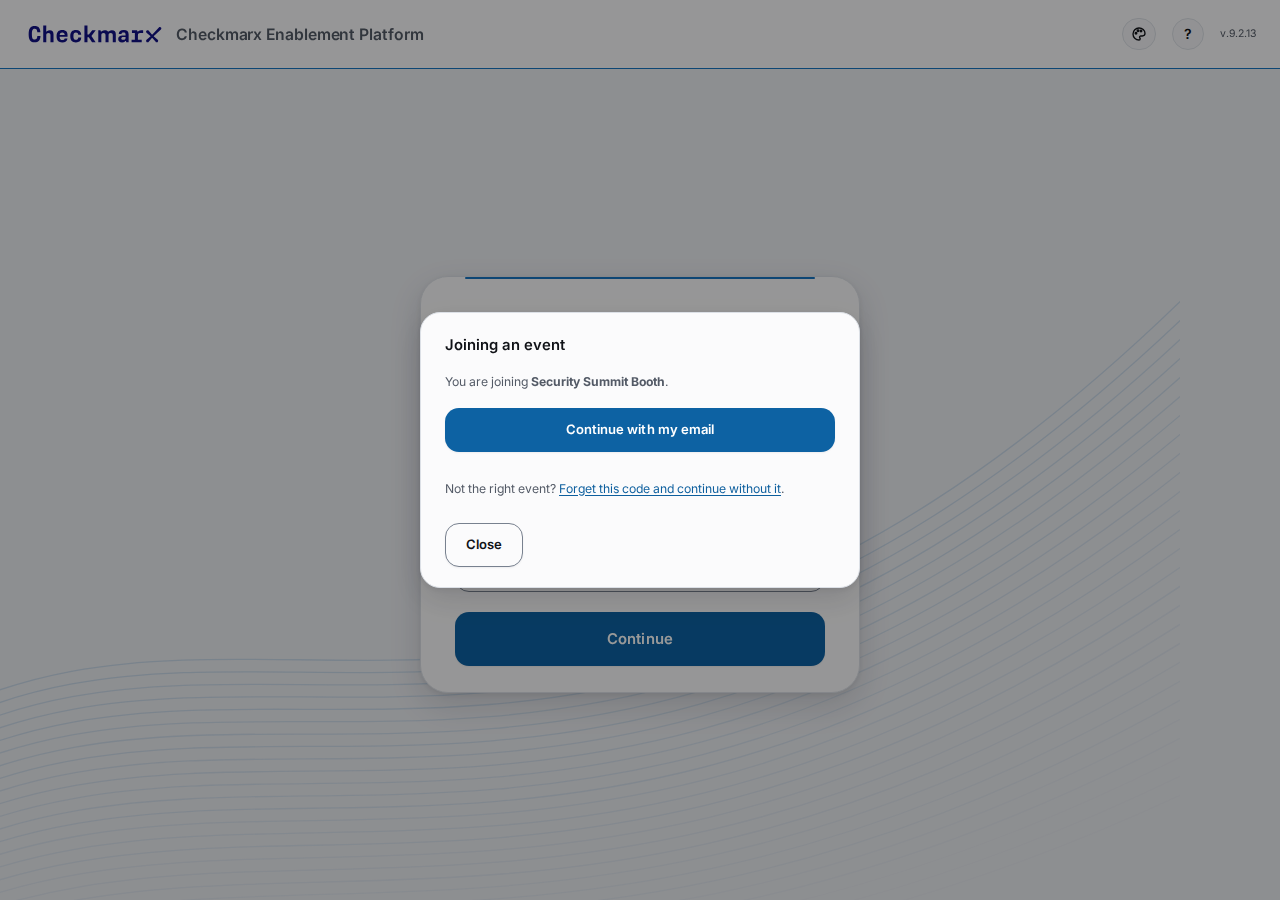 Checkmarx Checkmarx Enablement Platform ? v.9.2.13
Joining an event
You are joining Security Summit Booth.
Continue with my email
Not the right event? Forget this code and continue without it.
Close
Continue